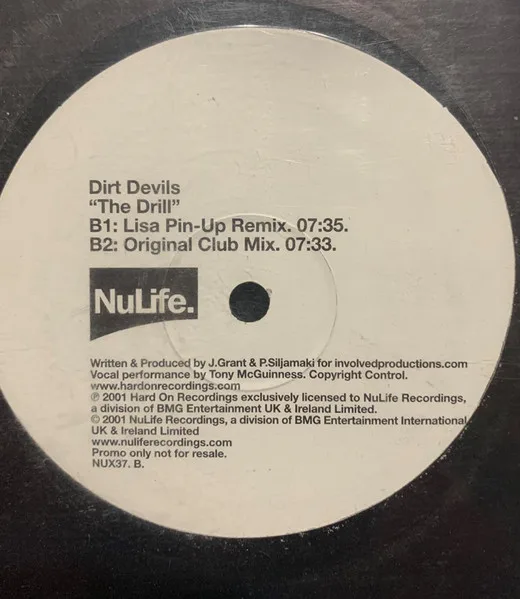 Dirt Devils
“The Drill”
B1: Lisa Pin-Up Remix. 07:35.
B2: Original Club Mix. 07:33.
NuLife.
Written & Produced by J.Grant & P.Siljamaki for involvedproductions.com
Vocal performance by Tony McGuinness. Copyright Control.
www.hardonrecordings.com
℗ 2001 Hard On Recordings exclusively licensed to NuLife Recordings,
a division of BMG Entertainment UK & Ireland Limited.
© 2001 NuLife Recordings, a division of BMG Entertainment International
UK & Ireland Limited
www.nuliferecordings.com
Promo only not for resale.
NUX37. B.